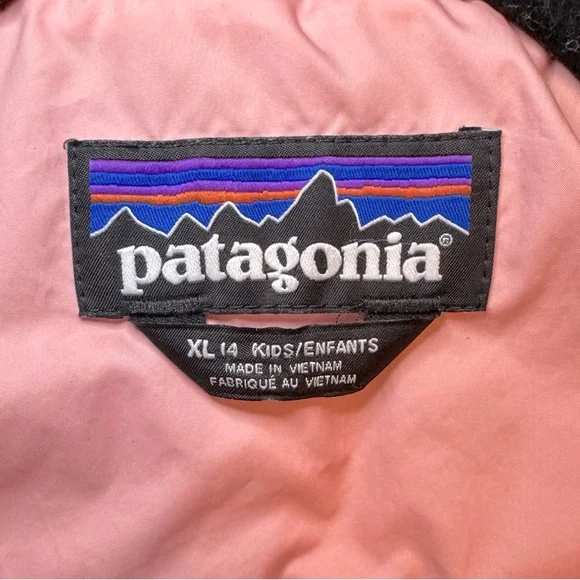 patagonia®
XL 14 KIDS/ENFANTS
MADE IN VIETNAM
FABRIQUÉ AU VIETNAM